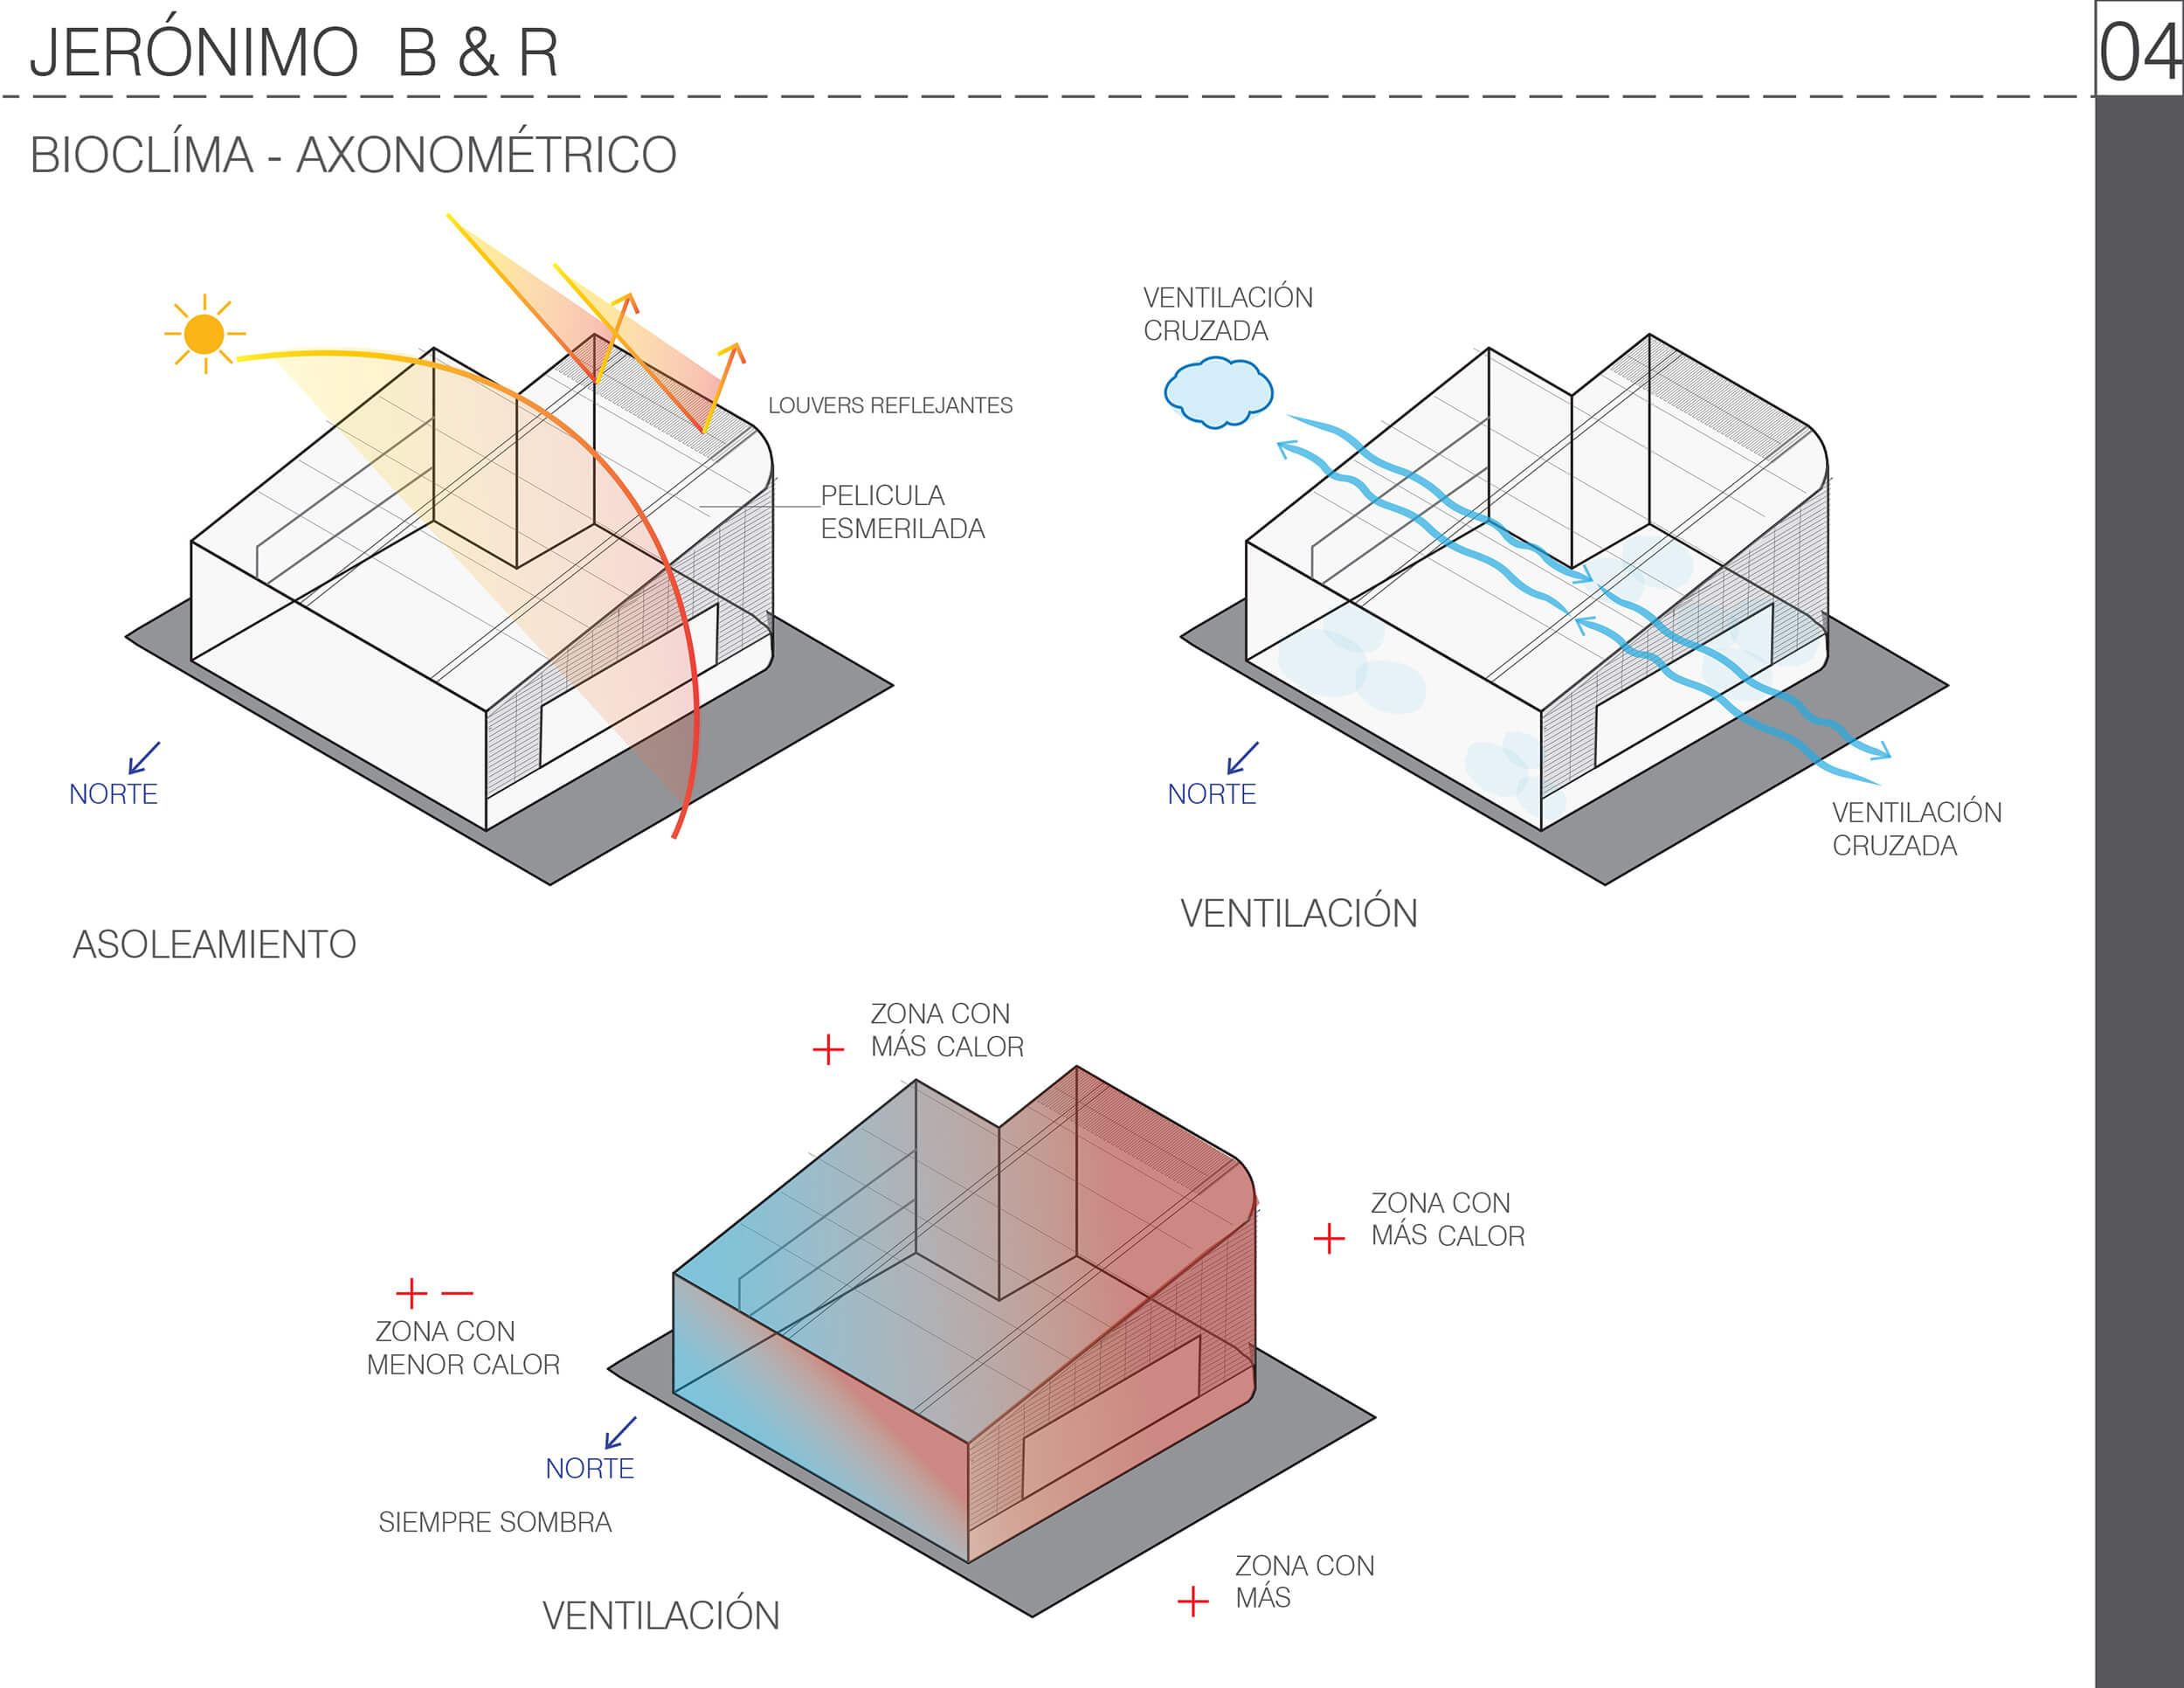 JERÓNIMO B & R
04
BIOCLÍMA - AXONOMÉTRICO
LOUVERS REFLEJANTES
PELICULA
ESMERILADA
NORTE
ASOLEAMIENTO
VENTILACIÓN
CRUZADA
NORTE
VENTILACIÓN
CRUZADA
VENTILACIÓN
ZONA CON
MÁS CALOR
ZONA CON
MÁS CALOR
ZONA CON
MENOR CALOR
NORTE
SIEMPRE SOMBRA
ZONA CON
MÁS
VENTILACIÓN